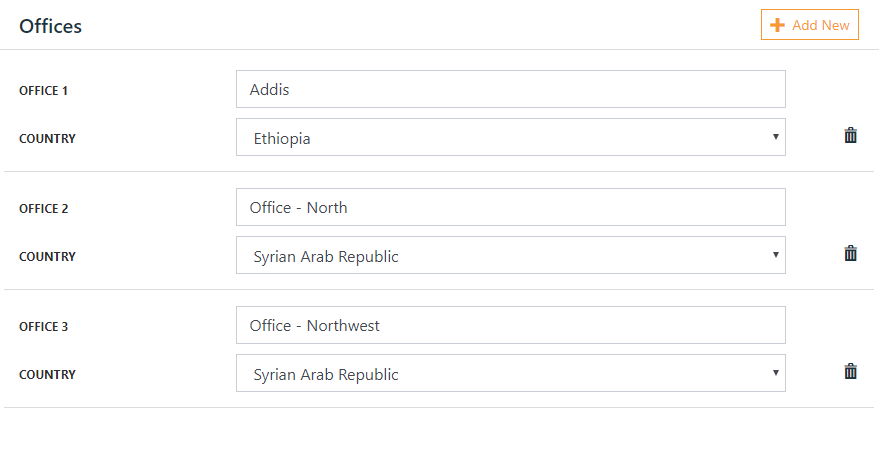 Offices
Add New
OFFICE 1
Addis
COUNTRY
Ethiopia
OFFICE 2
Office - North
COUNTRY
Syrian Arab Republic
OFFICE 3
Office - Northwest
COUNTRY
Syrian Arab Republic